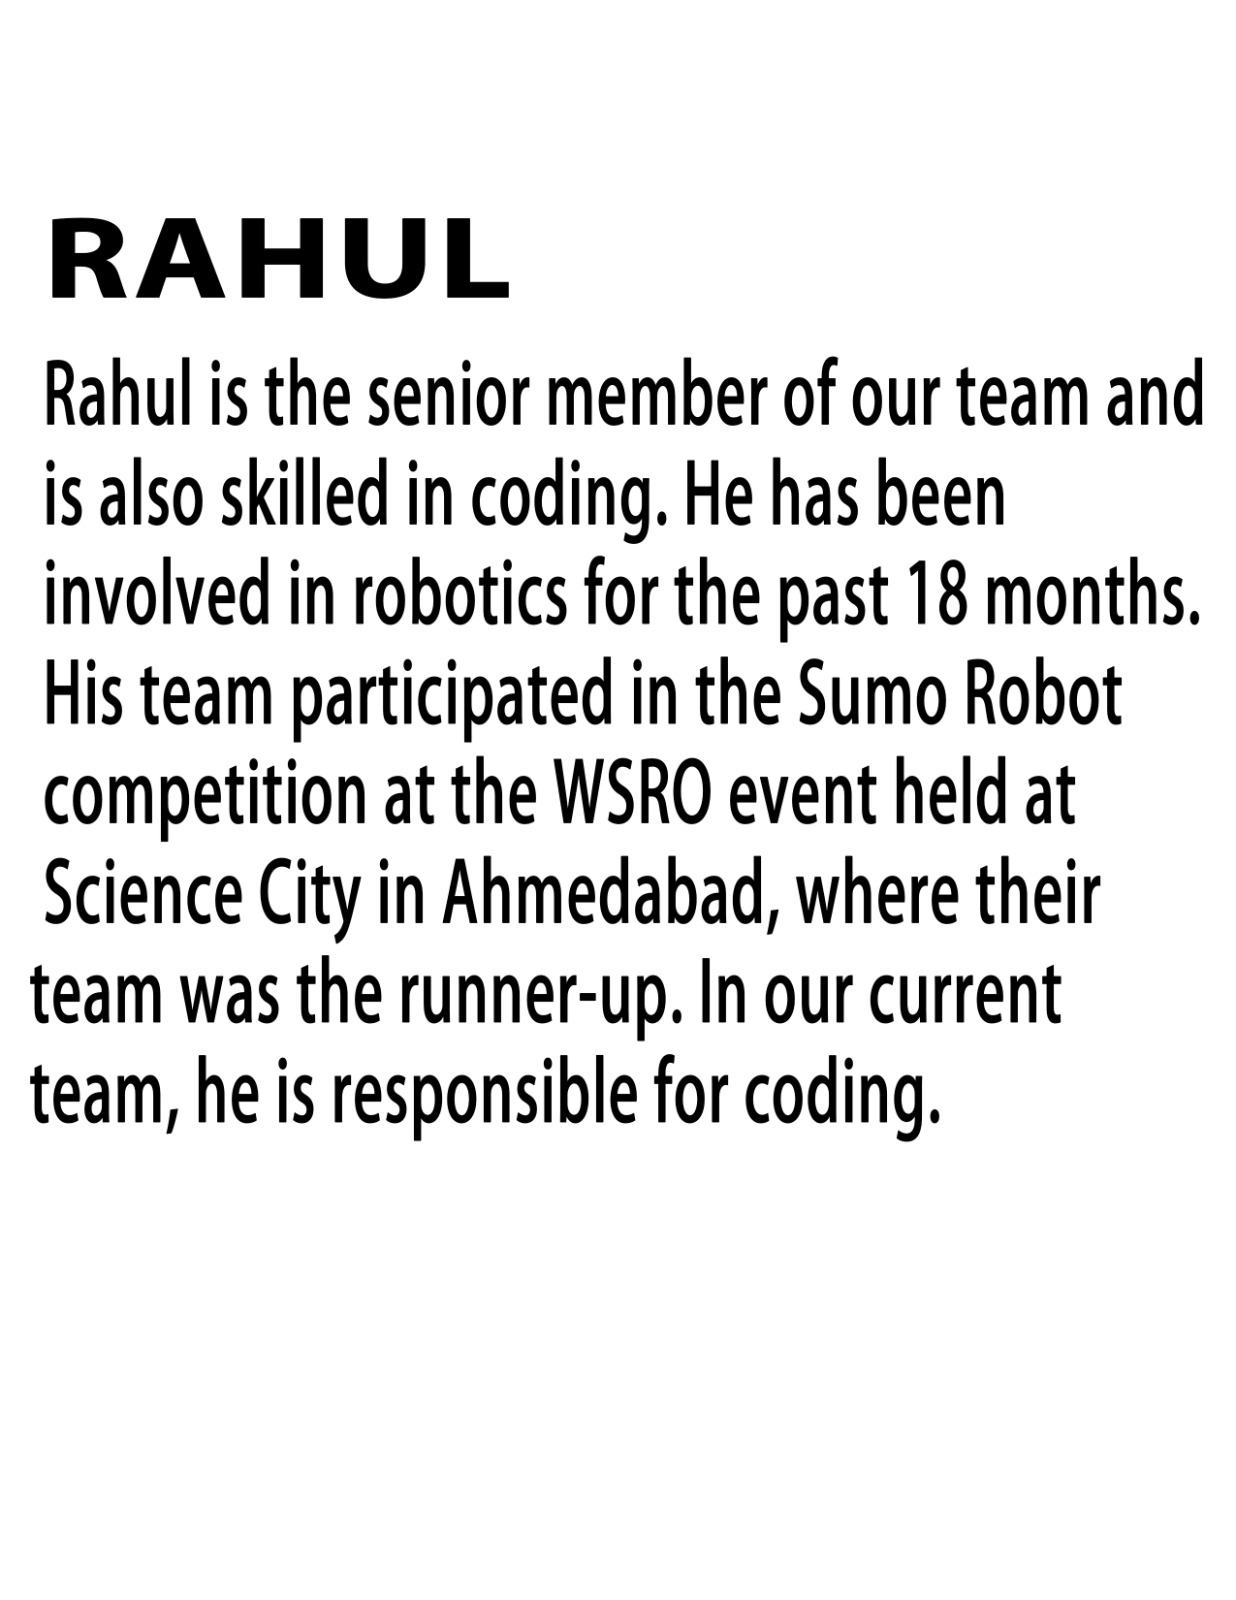 RAHUL
Rahul is the senior member of our team and
is also skilled in coding. He has been
involved in robotics for the past 18 months.
His team participated in the Sumo Robot
competition at the WSRO event held at
Science City in Ahmedabad, where their
team was the runner-up. In our current
team, he is responsible for coding.